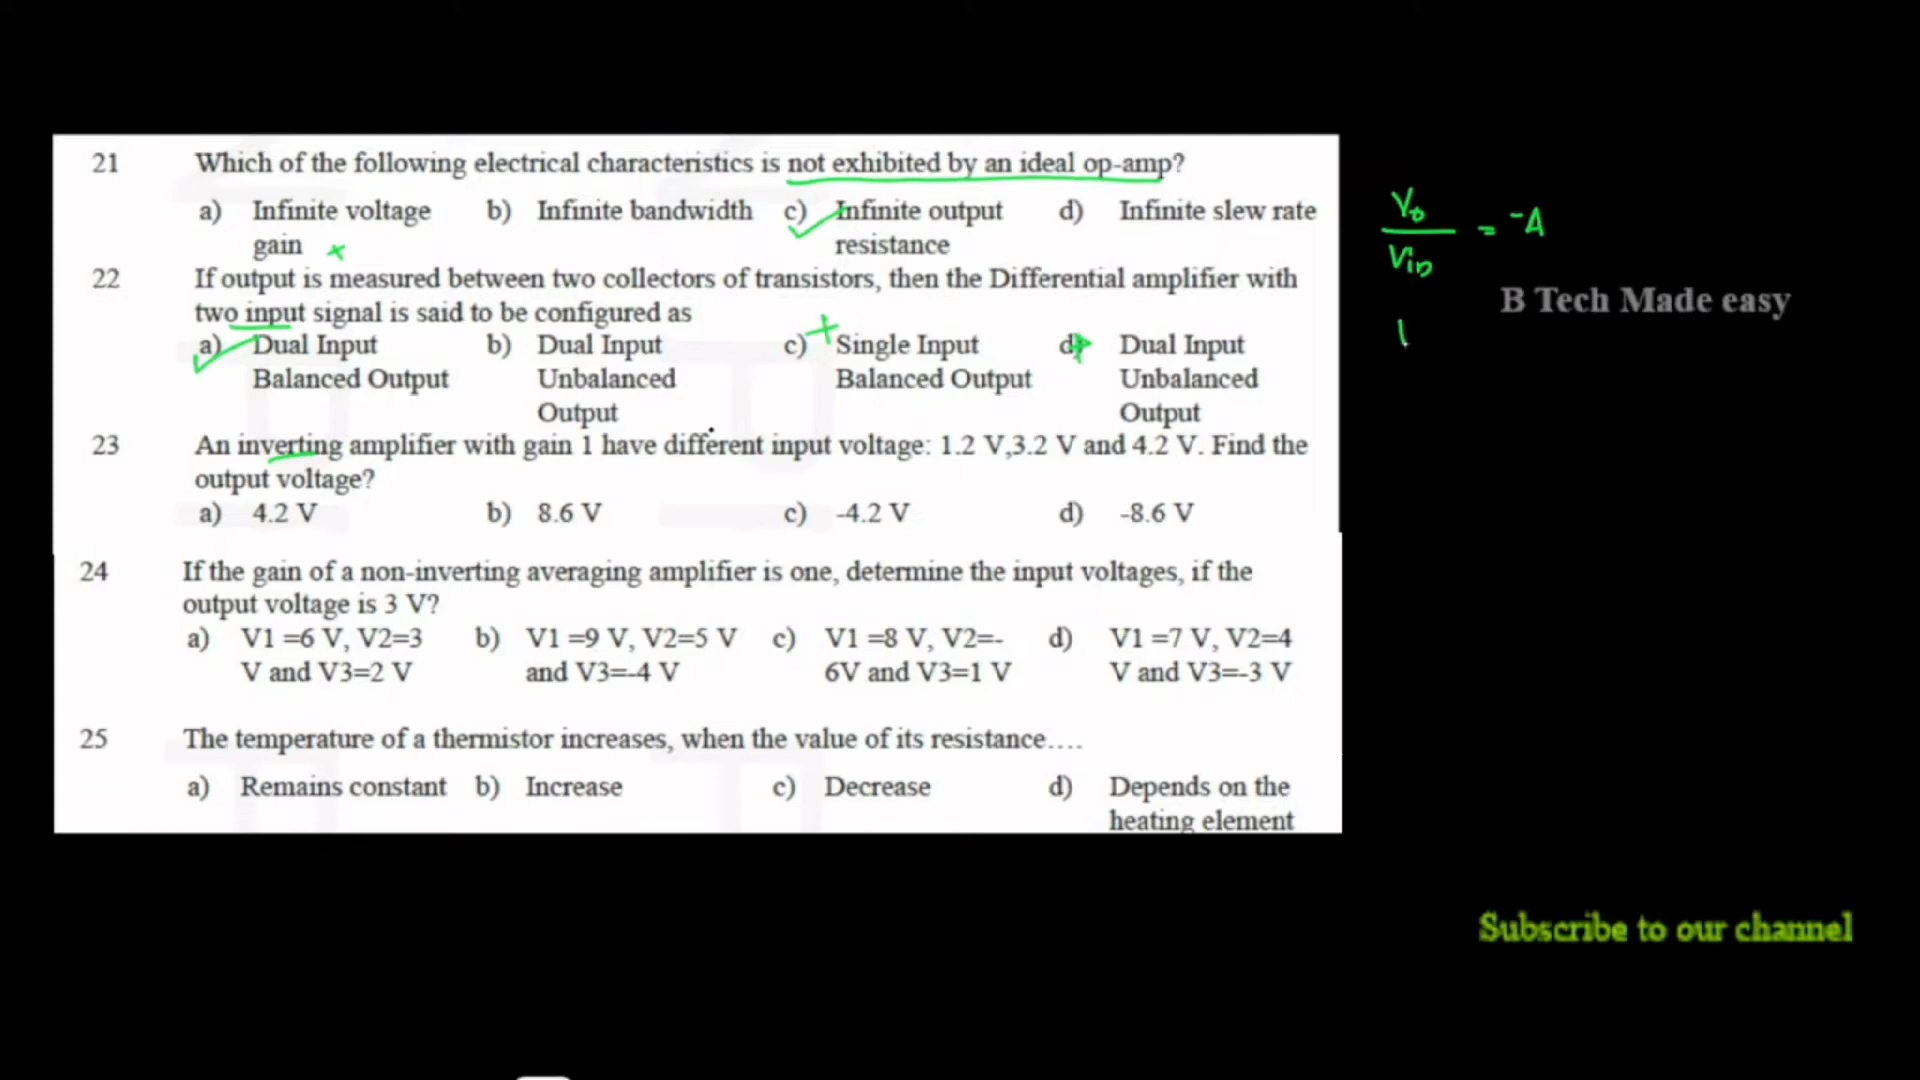 21 Which of the following electrical characteristics is not exhibited by an ideal op-amp?
a) Infinite voltage gain b) Infinite bandwidth c) Infinite output resistance d) Infinite slew rate
22 If output is measured between two collectors of transistors, then the Differential amplifier with
two input signal is said to be configured as
a) Dual Input Balanced Output b) Dual Input Unbalanced Output c) Single Input Balanced Output d) Dual Input Unbalanced Output
23 An inverting amplifier with gain 1 have different input voltage: 1.2 V,3.2 V and 4.2 V. Find the
output voltage?
a) 4.2 V b) 8.6 V c) -4.2 V d) -8.6 V
24 If the gain of a non-inverting averaging amplifier is one, determine the input voltages, if the
output voltage is 3 V?
a) V1 =6 V, V2=3 V and V3=2 V b) V1 =9 V, V2=5 V and V3=-4 V c) V1 =8 V, V2=-6V and V3=1 V d) V1 =7 V, V2=4 V and V3=-3 V
25 The temperature of a thermistor increases, when the value of its resistance….
a) Remains constant b) Increase c) Decrease d) Depends on the heating element
Vo
Vin = -A
B Tech Made easy
Subscribe to our channel